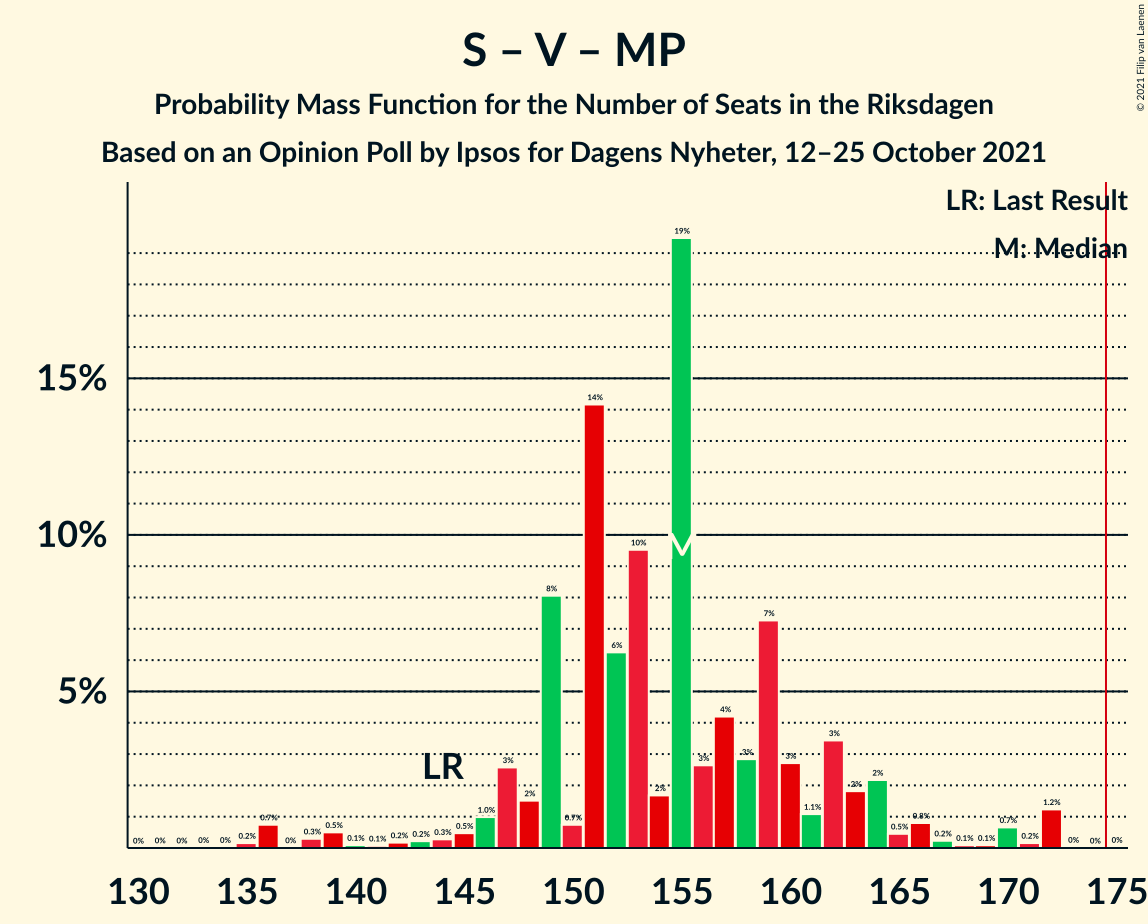 S – V – MP
Probability Mass Function for the Number of Seats in the Riksdagen
Based on an Opinion Poll by Ipsos for Dagens Nyheter, 12–25 October 2021
© 2021 Filip van Laenen
LR: Last Result
M: Median
15%
10%
5%
LR
0% 0% 0% 0% 0% 0.2% 0.7% 0% 0.3% 0.5% 0.1% 0.1% 0.2% 0.2% 0.3% 0.5% 1.0% 3% 2% 8% 0.7% 14% 6% 10% 2% 19% 3% 4% 3% 7% 3% 1.1% 3% 2% 2% 0.5% 0.8% 0.2% 0.1% 0.1% 0.7% 0.2% 1.2% 0% 0% 0%
130 135 140 145 150 155 160 165 170 175